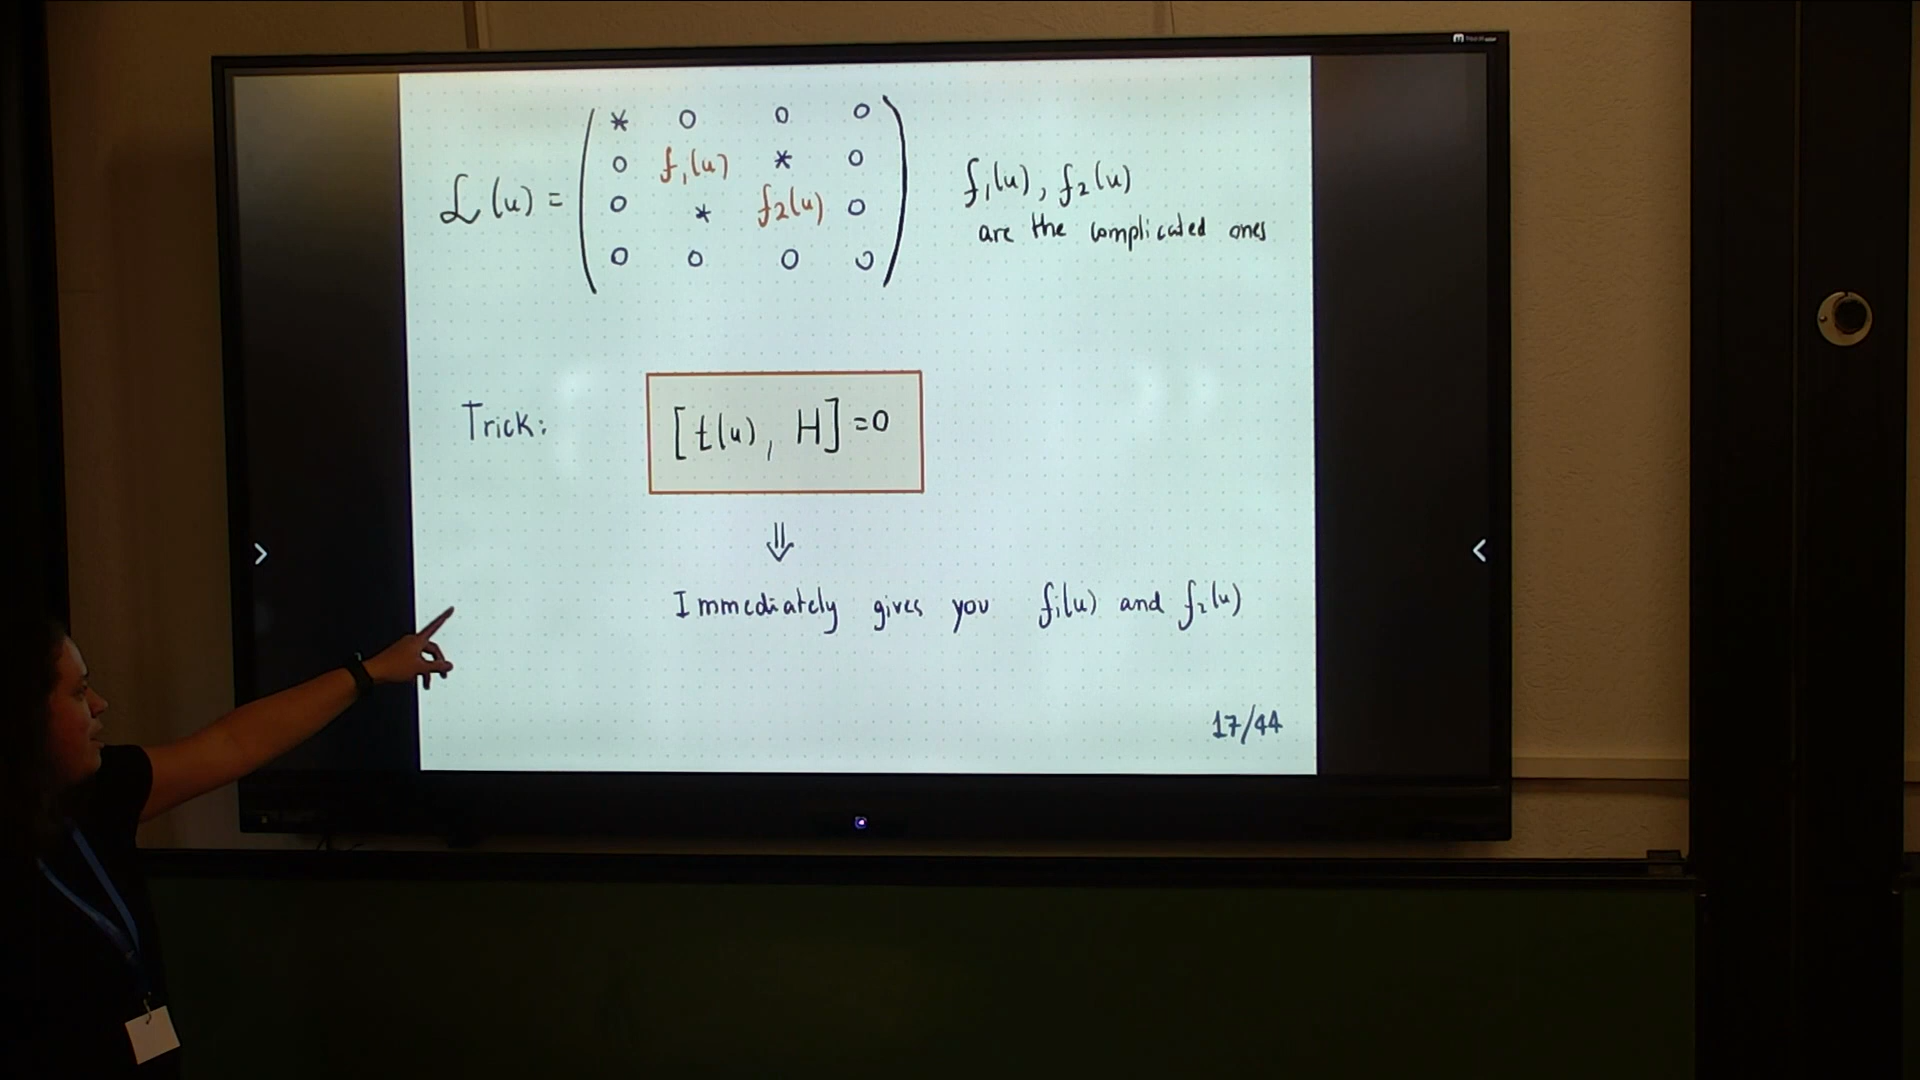 ℒ(u) = ( * 0 0 0
0 f₁(u) * 0
0 * f₂(u) 0
0 0 0 0 )
f₁(u), f₂(u)
are the complicated ones
Trick: [t(u), H] = 0
⇓
Immediately gives you f₁(u) and f₂(u)
17/44